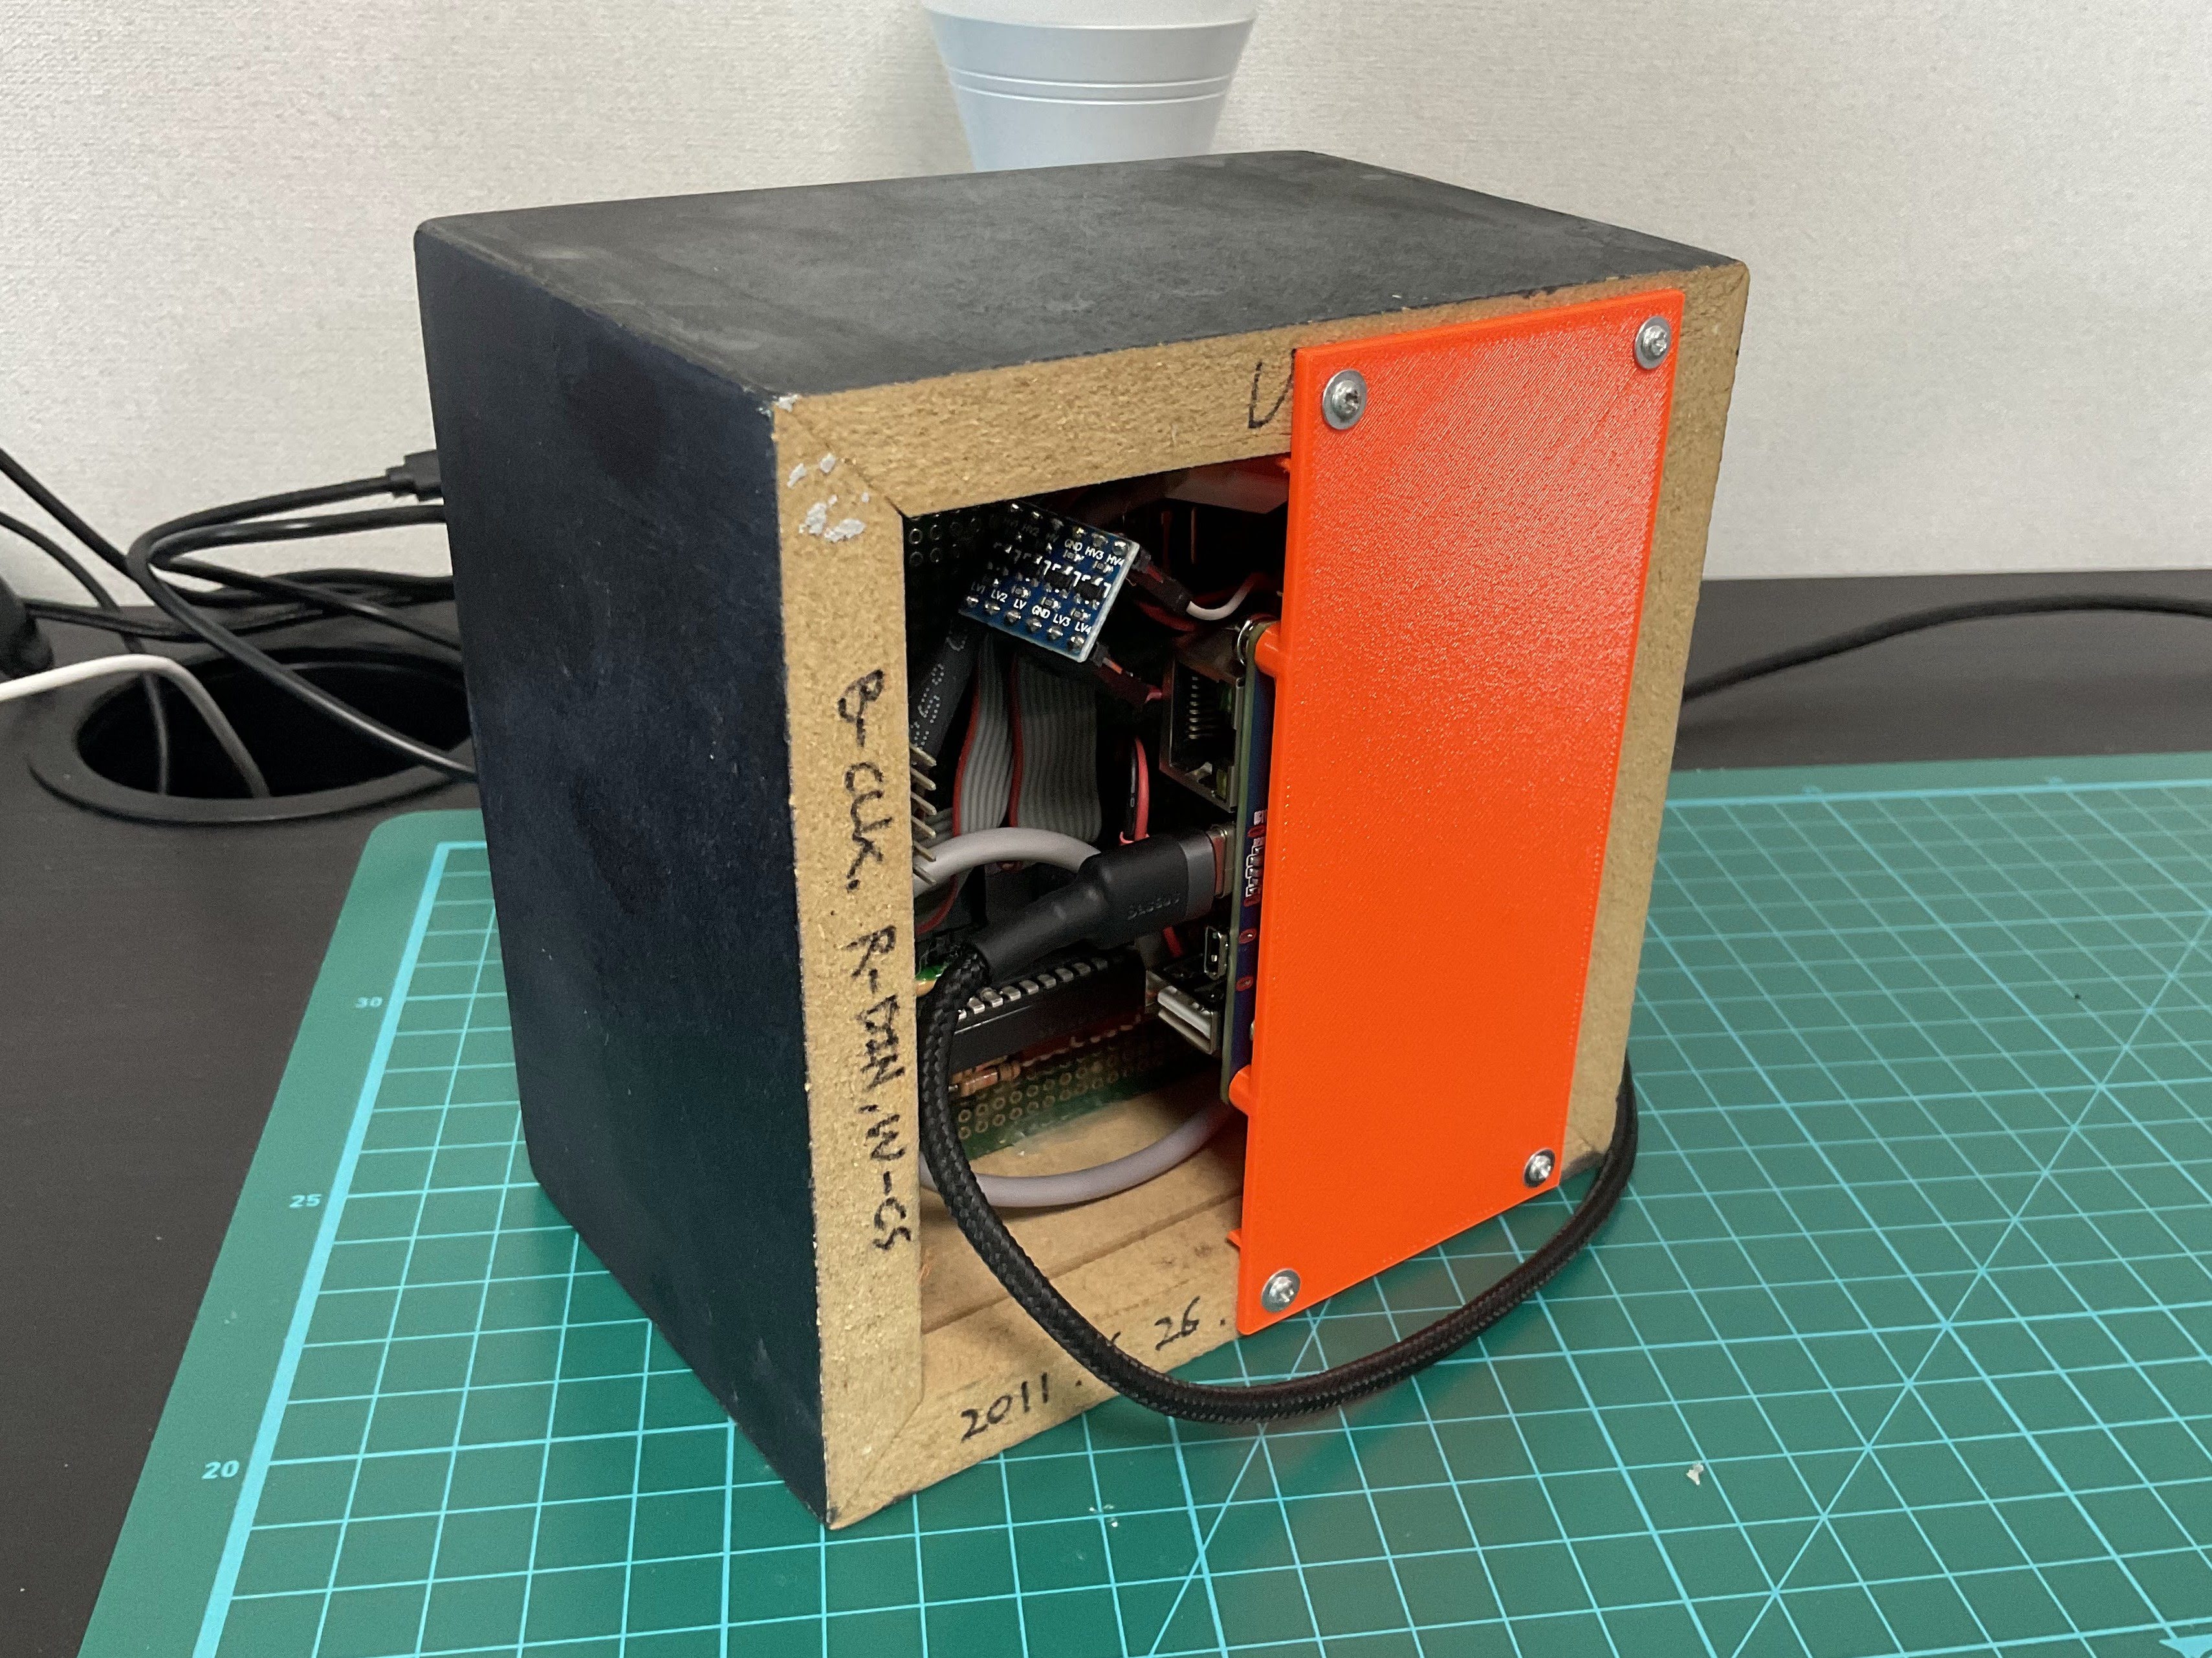 U
HV1 HV2 HV GND HV3 HV4
LV1 LV2 LV GND LV3 LV4
B-CLK. R-DIN, W-CS
Baseus
2011. 26.
30
25
20